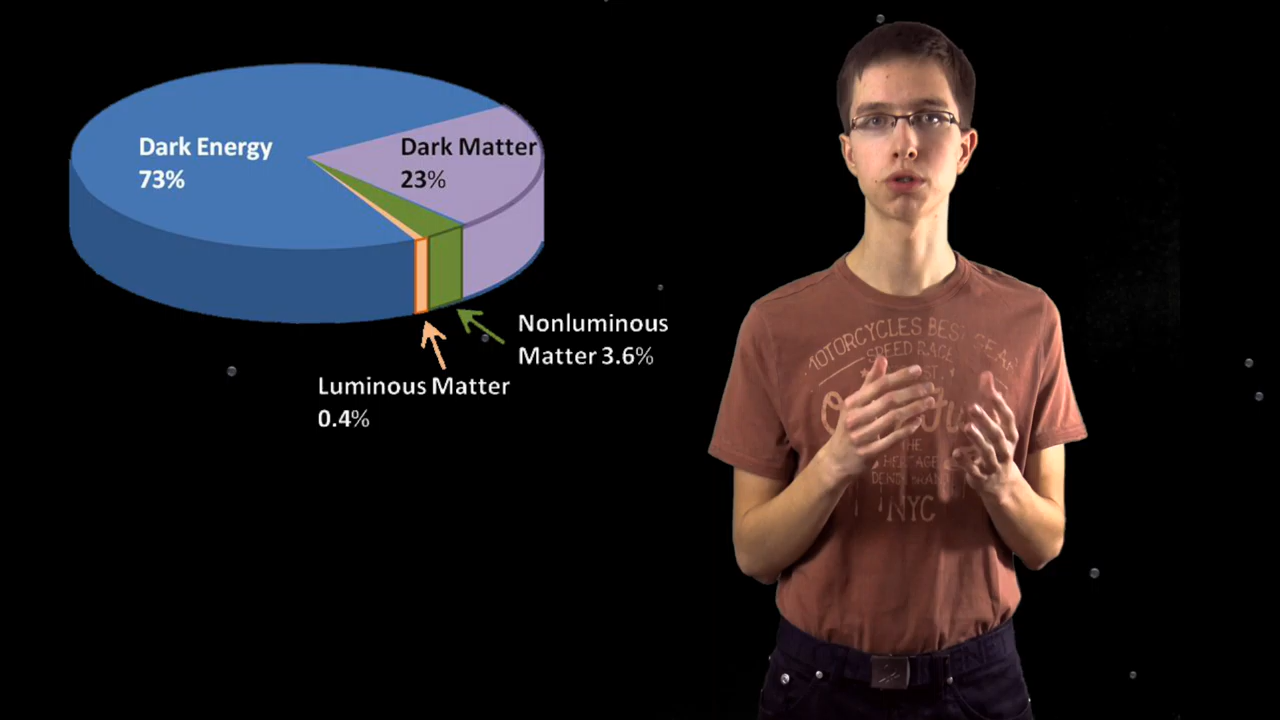 Dark Energy
73%
Dark Matter
23%
Nonluminous
Matter 3.6%
Luminous Matter
0.4%
MOTORCYCLES BEST
SPEED RACE
THE
HERITAGE
NYC